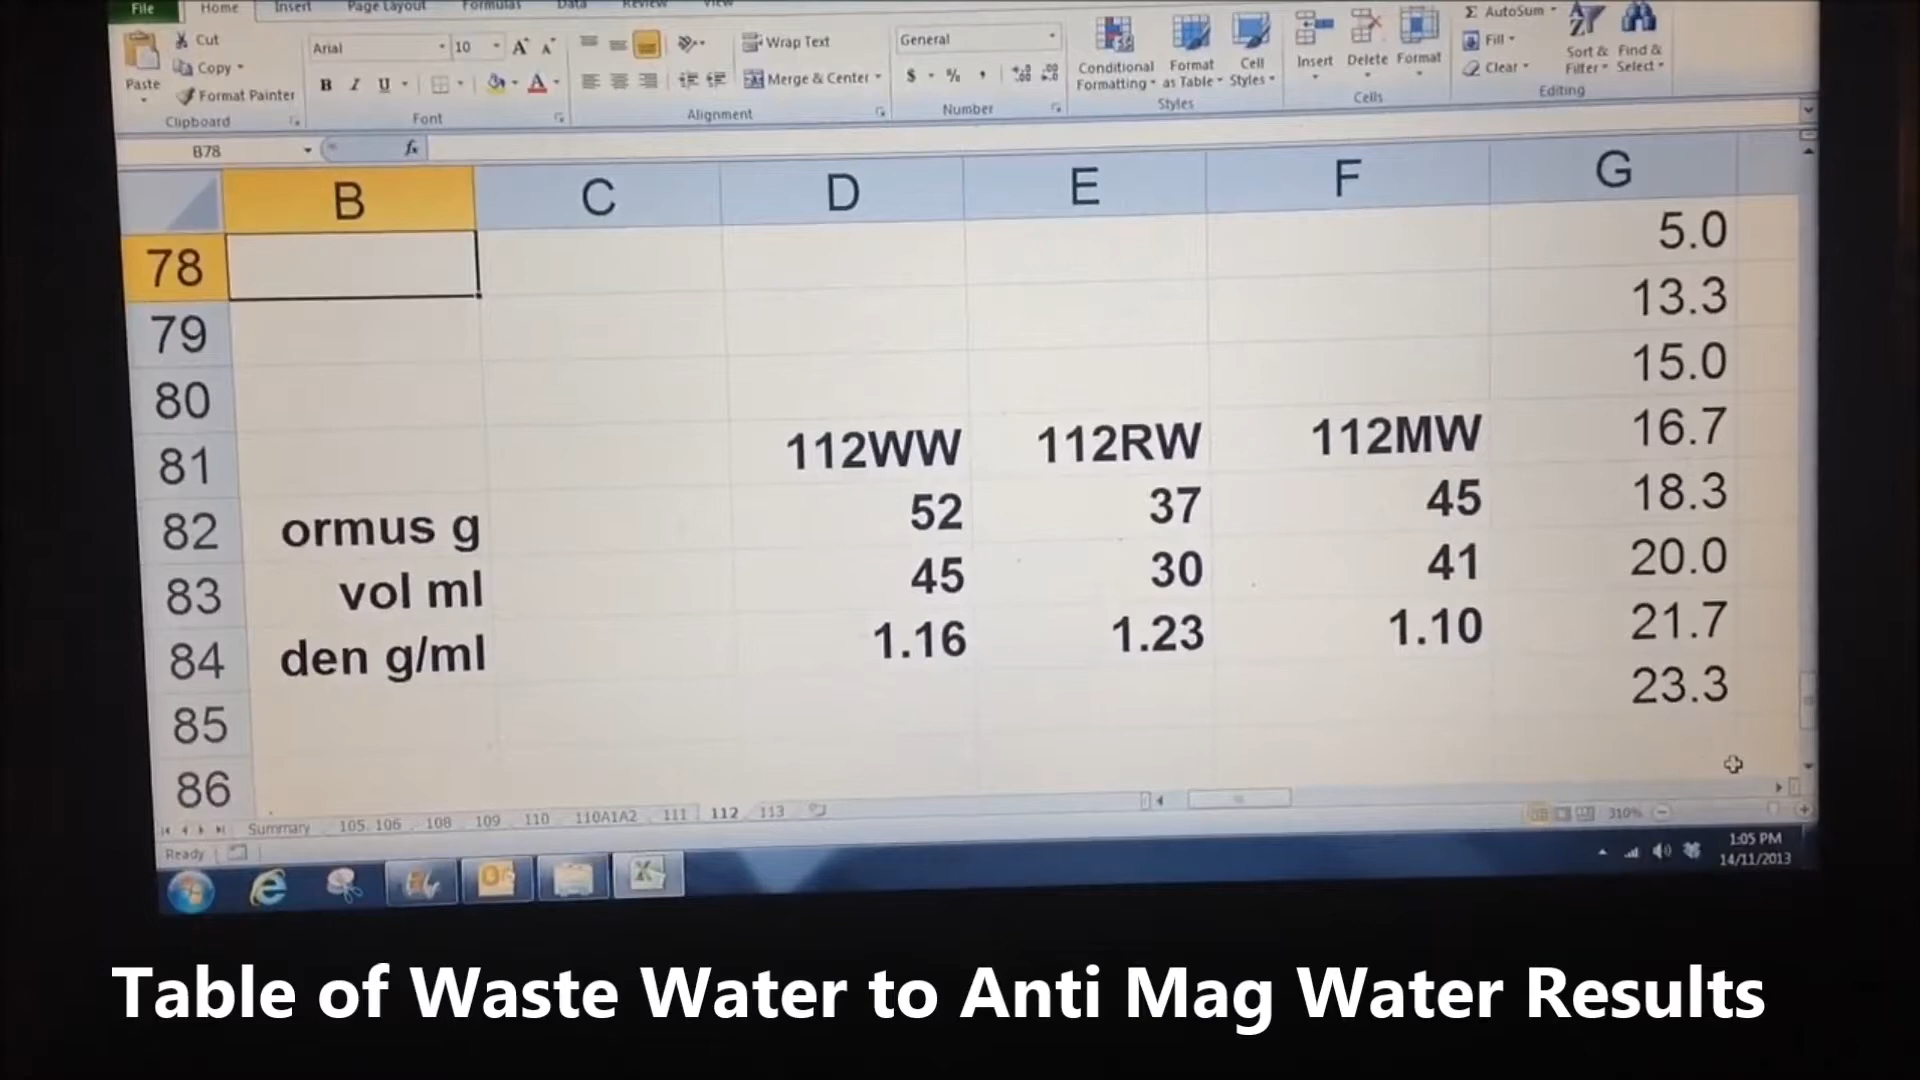 File Home Insert Page Layout Formulas Data Review View
Cut
Copy
Format Painter
Paste
Clipboard
Arial 10
B I U
Font
Wrap Text
Merge & Center
Alignment
General
$ % ,
Number
Conditional Formatting
Format as Table
Cell Styles
Styles
Insert Delete Format
Cells
Σ AutoSum
Fill
Clear
Sort & Filter
Find & Select
Editing
B78 fx
B C D E F G
78 5.0
79 13.3
80 15.0
81 112WW 112RW 112MW 16.7
82 ormus g 52 37 45 18.3
83 vol ml 45 30 41 20.0
84 den g/ml 1.16 1.23 1.10 21.7
85 23.3
86
Summary 105 106 108 109 110 110A1A2 111 112 113
Ready 310%
1:05 PM
14/11/2013
Table of Waste Water to Anti Mag Water Results